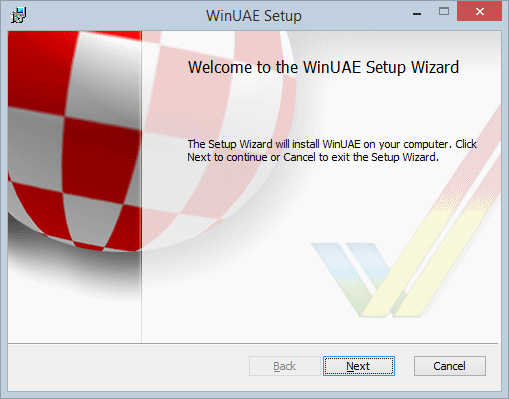 WinUAE Setup
Welcome to the WinUAE Setup Wizard
The Setup Wizard will install WinUAE on your computer. Click
Next to continue or Cancel to exit the Setup Wizard.
Back
Next
Cancel